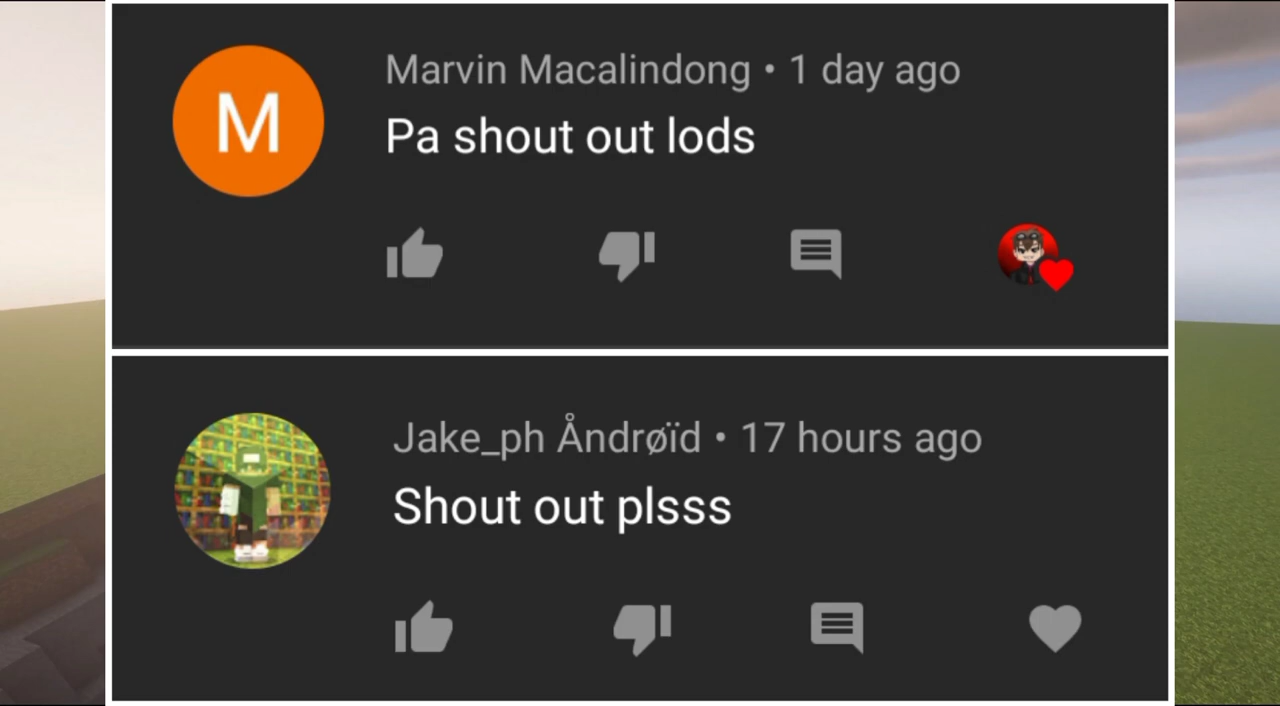 M
Marvin Macalindong • 1 day ago
Pa shout out lods
Jake_ph Åndrøïd • 17 hours ago
Shout out plsss